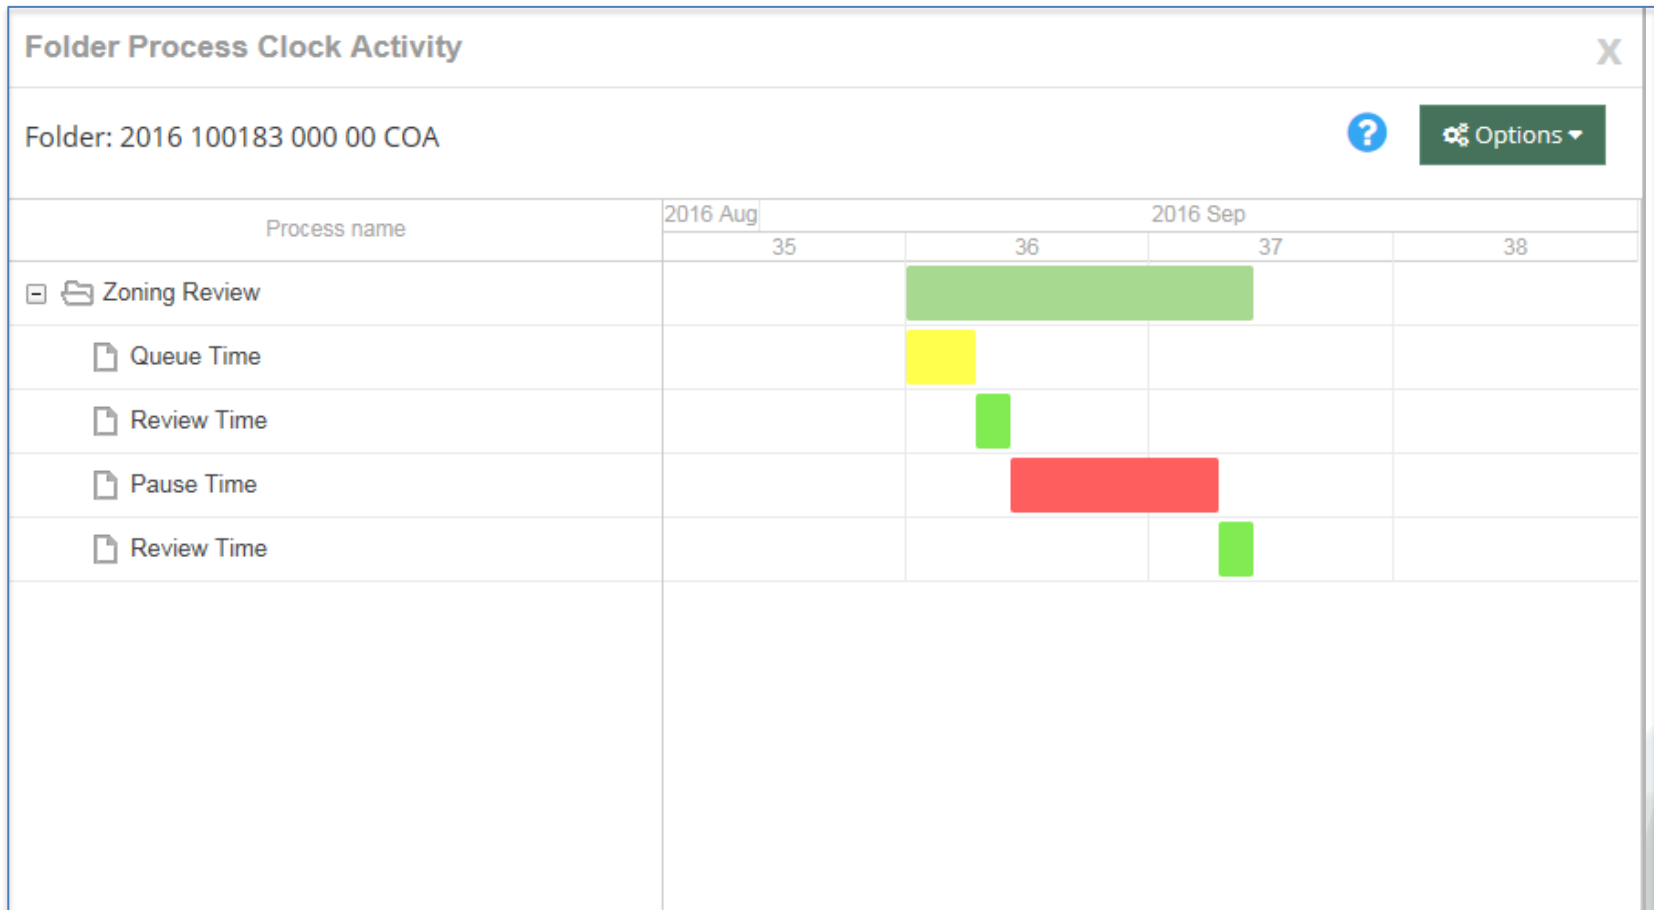 Folder Process Clock Activity
X
Folder: 2016 100183 000 00 COA
?
Options
Process name
2016 Aug
2016 Sep
35
36
37
38
Zoning Review
Queue Time
Review Time
Pause Time
Review Time